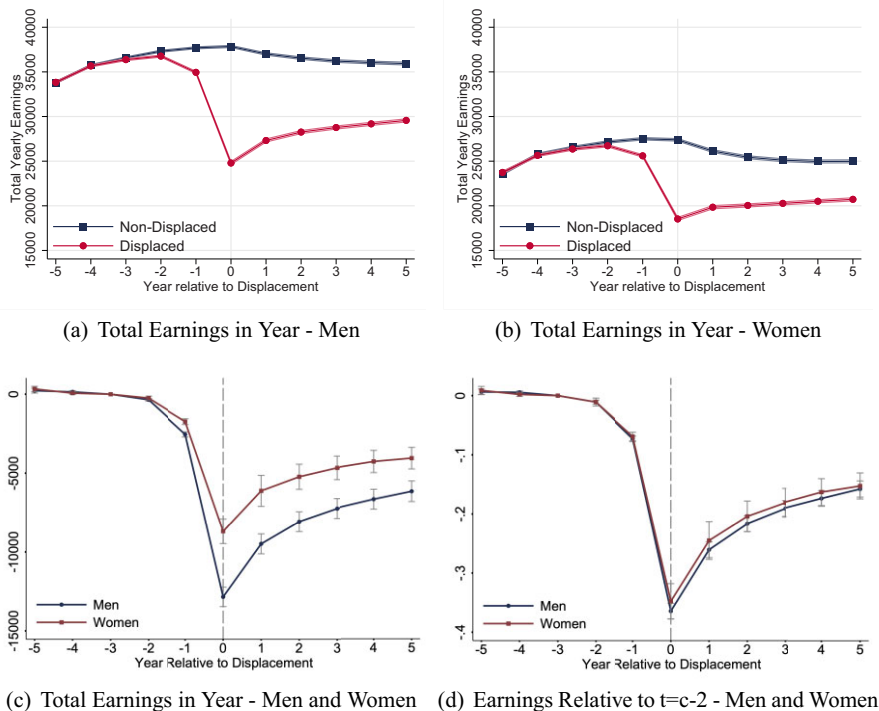 Total Yearly Earnings
15000 20000 25000 30000 35000 40000
Non-Displaced
Displaced
-5 -4 -3 -2 -1 0 1 2 3 4 5
Year relative to Displacement
(a) Total Earnings in Year - Men
Total Yearly Earnings
15000 20000 25000 30000 35000 40000
Non-Displaced
Displaced
-5 -4 -3 -2 -1 0 1 2 3 4 5
Year relative to Displacement
(b) Total Earnings in Year - Women
-15000 -10000 -5000 0
Men
Women
-5 -4 -3 -2 -1 0 1 2 3 4 5
Year Relative to Displacement
(c) Total Earnings in Year - Men and Women
-.4 -.3 -.2 -.1 0
Men
Women
-5 -4 -3 -2 -1 0 1 2 3 4 5
Year Relative to Displacement
(d) Earnings Relative to t=c-2 - Men and Women